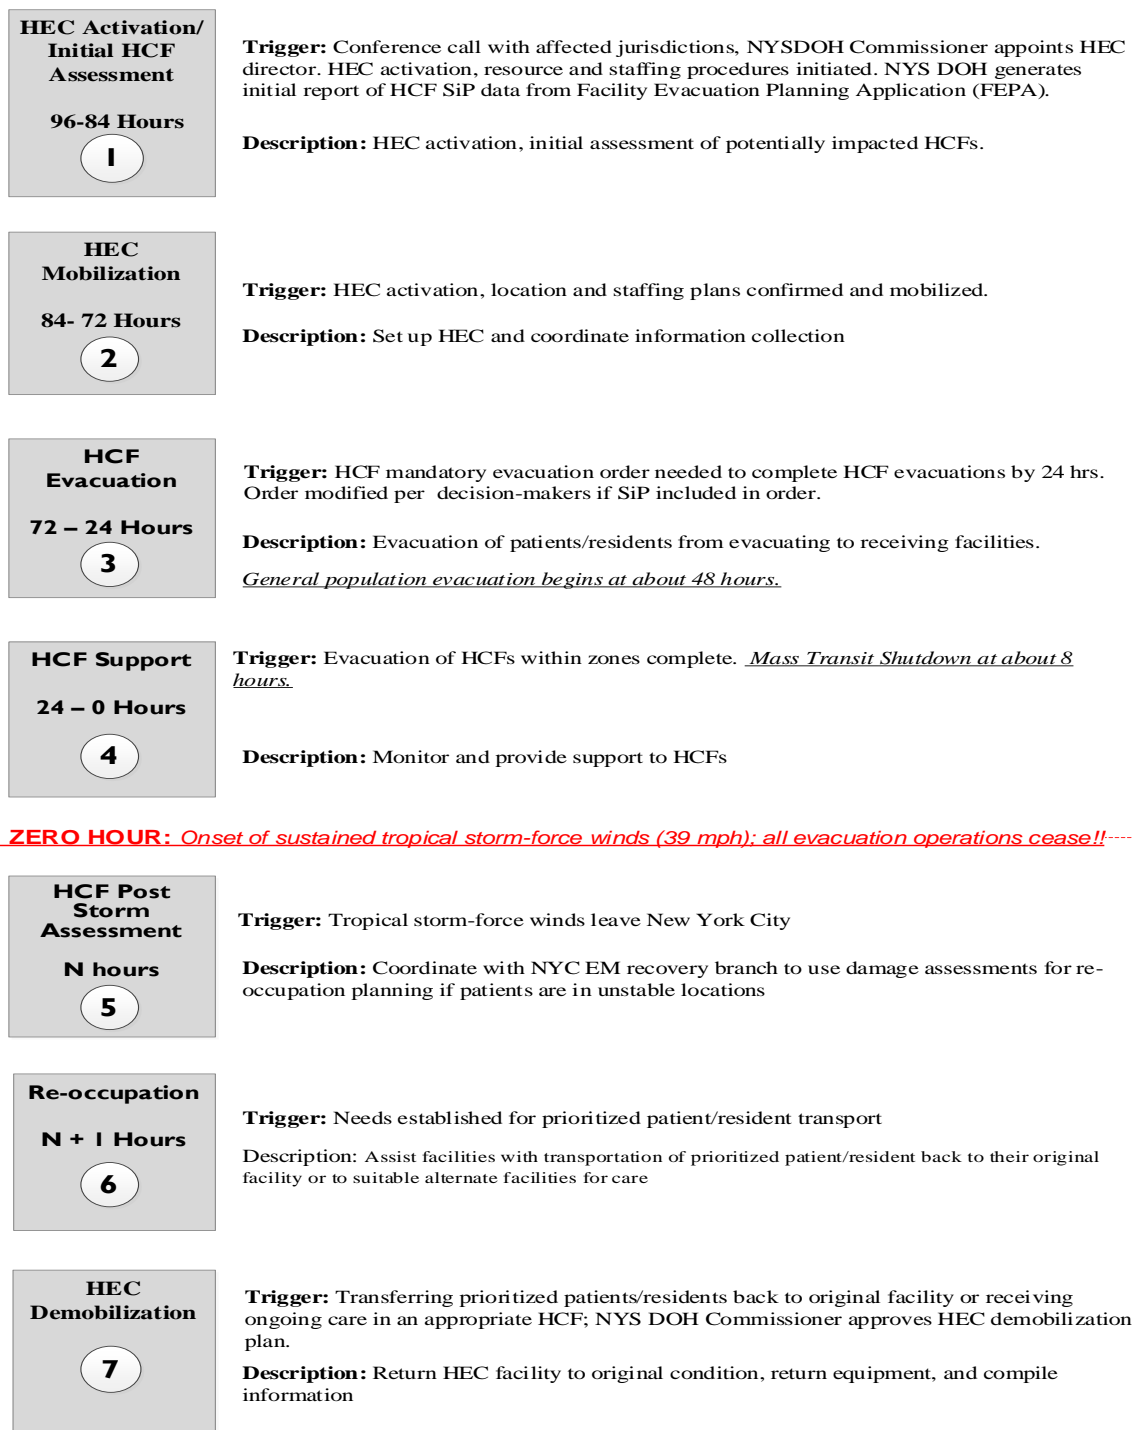 HEC Activation/
Initial HCF
Assessment
96-84 Hours
1
Trigger: Conference call with affected jurisdictions, NYSDOH Commissioner appoints HEC
director. HEC activation, resource and staffing procedures initiated. NYS DOH generates
initial report of HCF SiP data from Facility Evacuation Planning Application (FEPA).
Description: HEC activation, initial assessment of potentially impacted HCFs.
HEC
Mobilization
84- 72 Hours
2
Trigger: HEC activation, location and staffing plans confirmed and mobilized.
Description: Set up HEC and coordinate information collection
HCF
Evacuation
72 – 24 Hours
3
Trigger: HCF mandatory evacuation order needed to complete HCF evacuations by 24 hrs.
Order modified per decision-makers if SiP included in order.
Description: Evacuation of patients/residents from evacuating to receiving facilities.
General population evacuation begins at about 48 hours.
HCF Support
24 – 0 Hours
4
Trigger: Evacuation of HCFs within zones complete. Mass Transit Shutdown at about 8
hours.
Description: Monitor and provide support to HCFs
ZERO HOUR: Onset of sustained tropical storm-force winds (39 mph); all evacuation operations cease!!
HCF Post
Storm
Assessment
N hours
5
Trigger: Tropical storm-force winds leave New York City
Description: Coordinate with NYC EM recovery branch to use damage assessments for re-
occupation planning if patients are in unstable locations
Re-occupation
N + 1 Hours
6
Trigger: Needs established for prioritized patient/resident transport
Description: Assist facilities with transportation of prioritized patient/resident back to their original
facility or to suitable alternate facilities for care
HEC
Demobilization
7
Trigger: Transferring prioritized patients/residents back to original facility or receiving
ongoing care in an appropriate HCF; NYS DOH Commissioner approves HEC demobilization
plan.
Description: Return HEC facility to original condition, return equipment, and compile
information